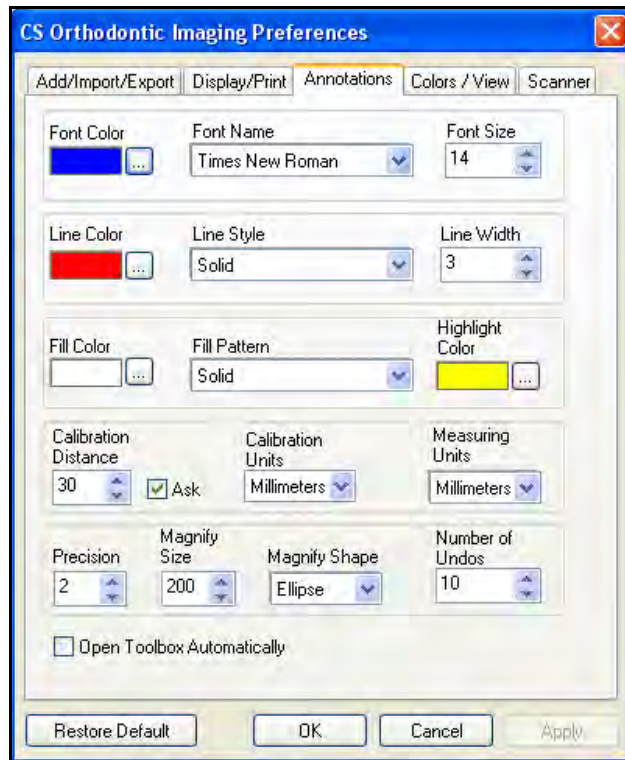 CS Orthodontic Imaging Preferences
Add/Import/Export Display/Print Annotations Colors / View Scanner
Font Color Font Name Font Size
... Times New Roman 14
Line Color Line Style Line Width
... Solid 3
Highlight
Fill Color Fill Pattern Color
... Solid ...
Calibration Calibration Measuring
Distance Units Units
30 Ask Millimeters Millimeters
Magnify Number of
Precision Size Magnify Shape Undos
2 200 Ellipse 10
Open Toolbox Automatically
Restore Default OK Cancel Apply